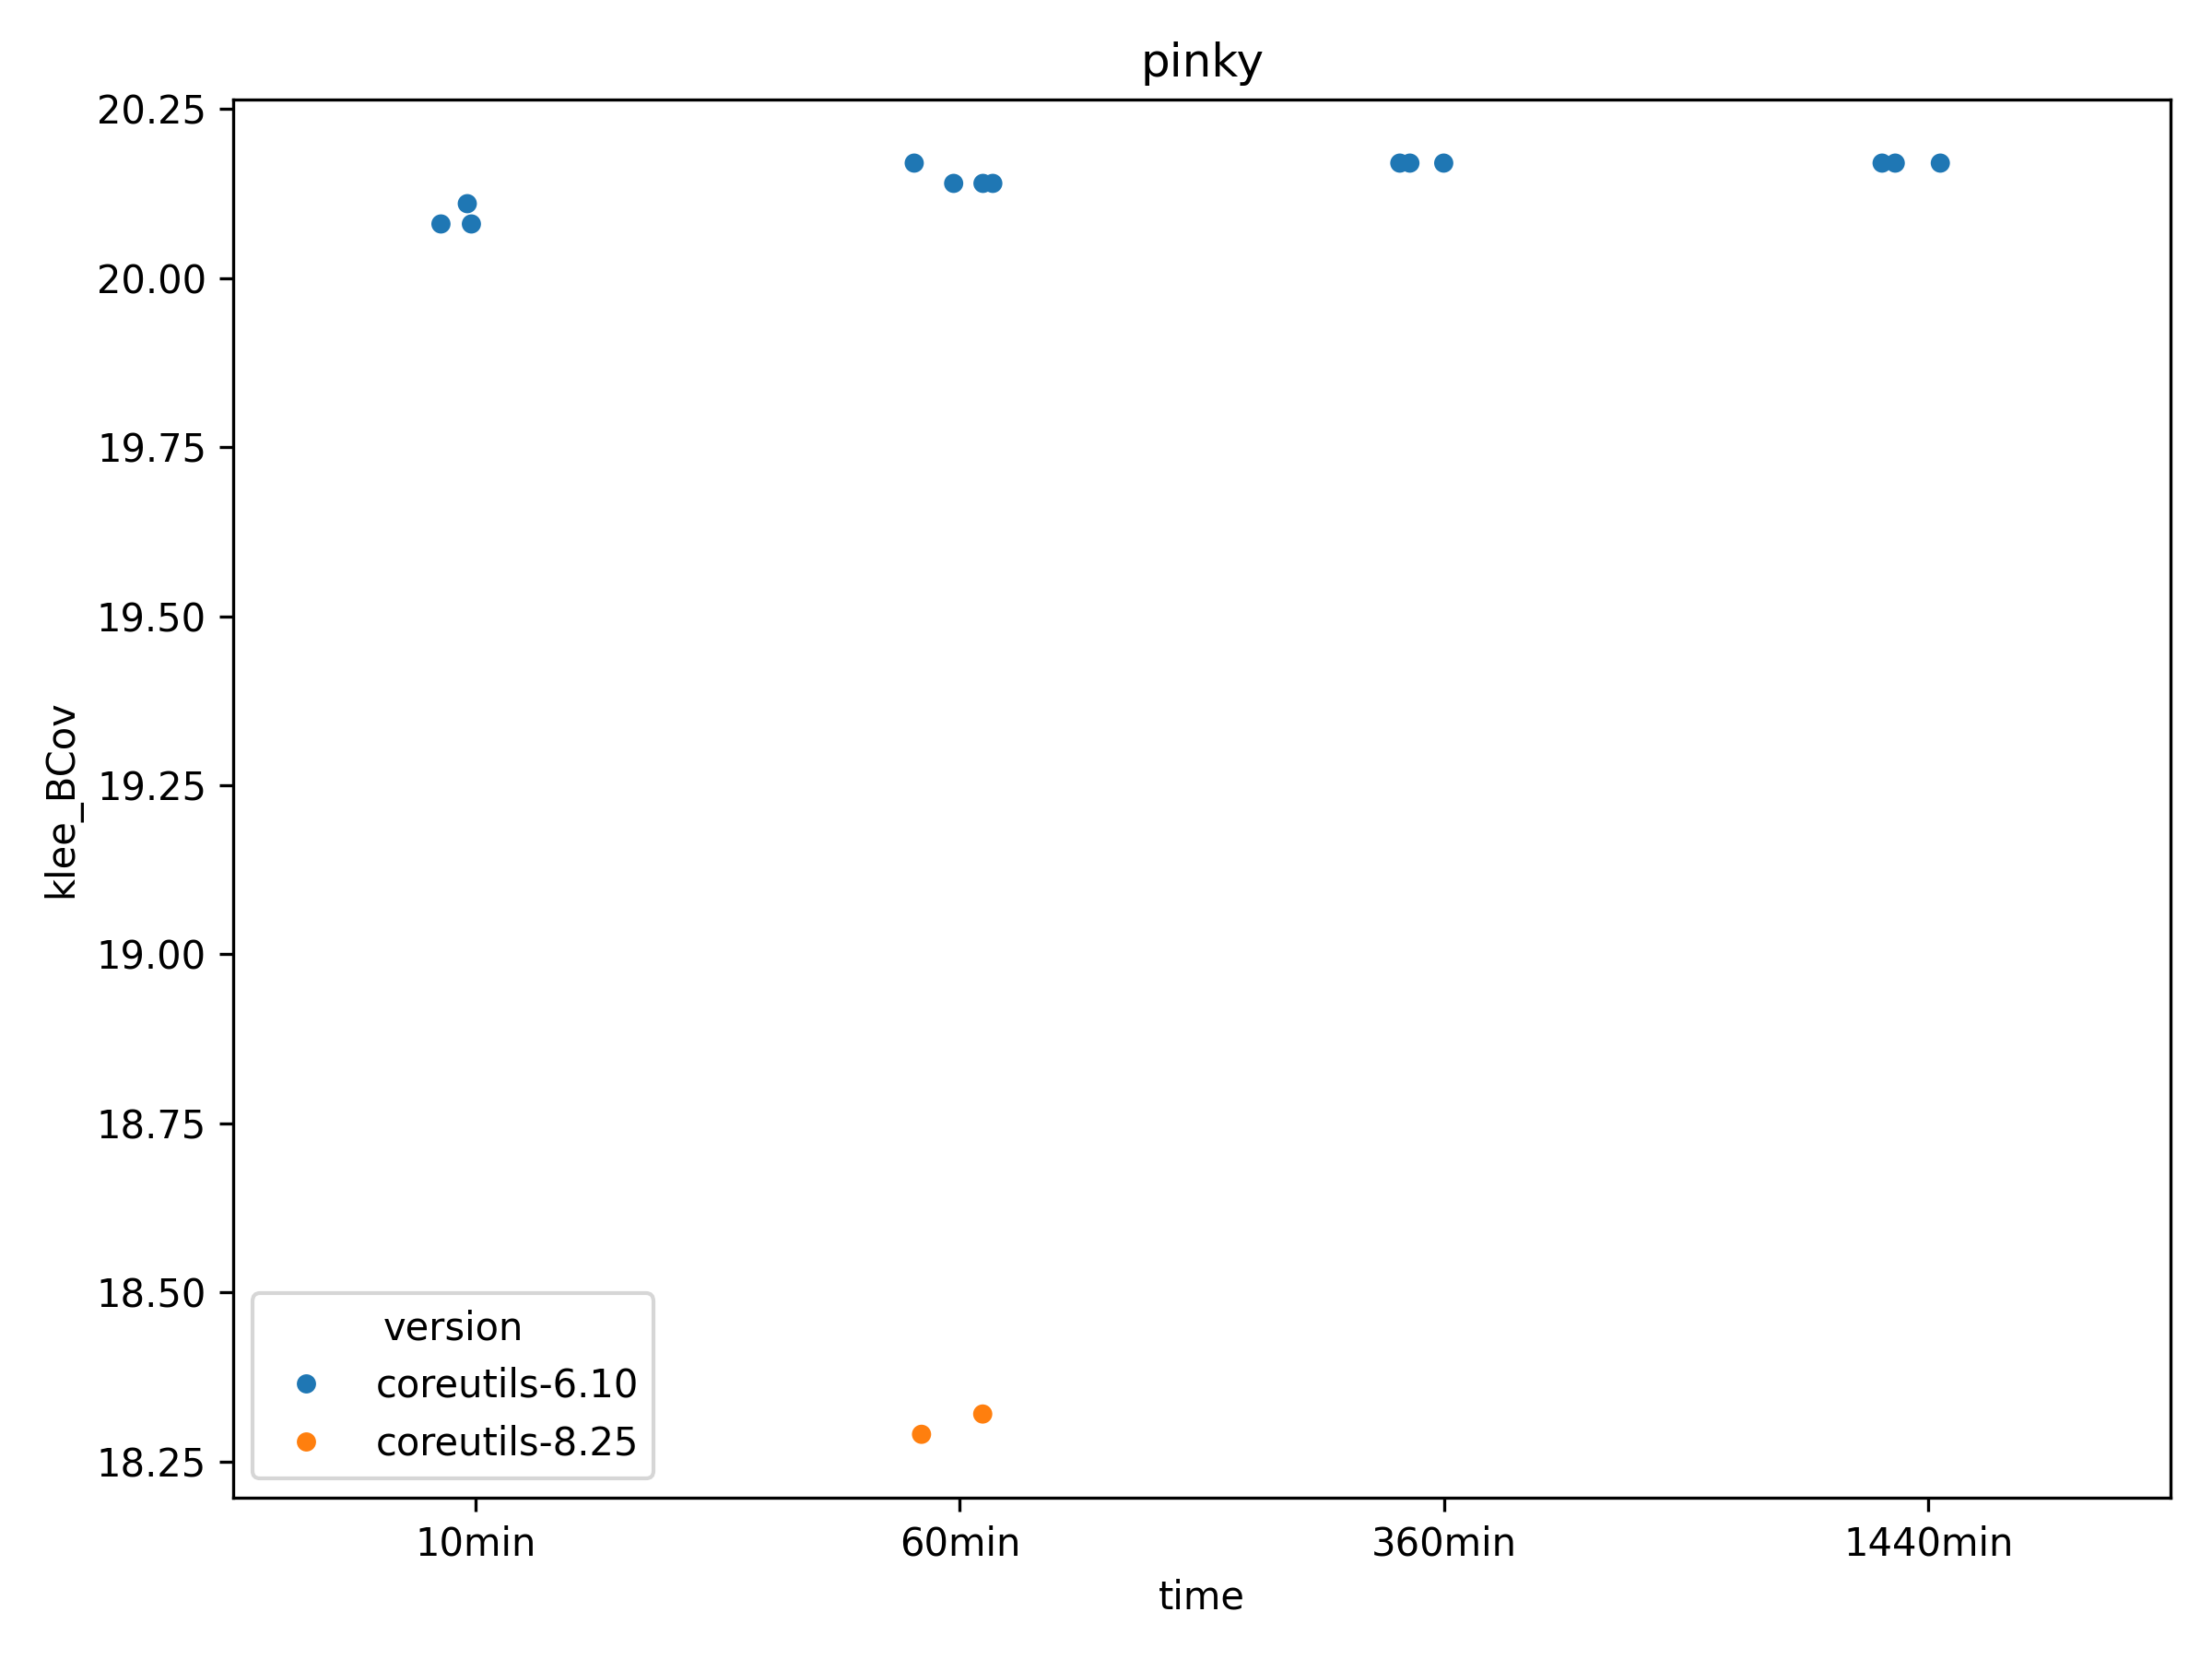 pinky
20.25
20.00
19.75
19.50
19.25
19.00
18.75
18.50
18.25
klee_BCov
version
coreutils-6.10
coreutils-8.25
10min
60min
360min
1440min
time